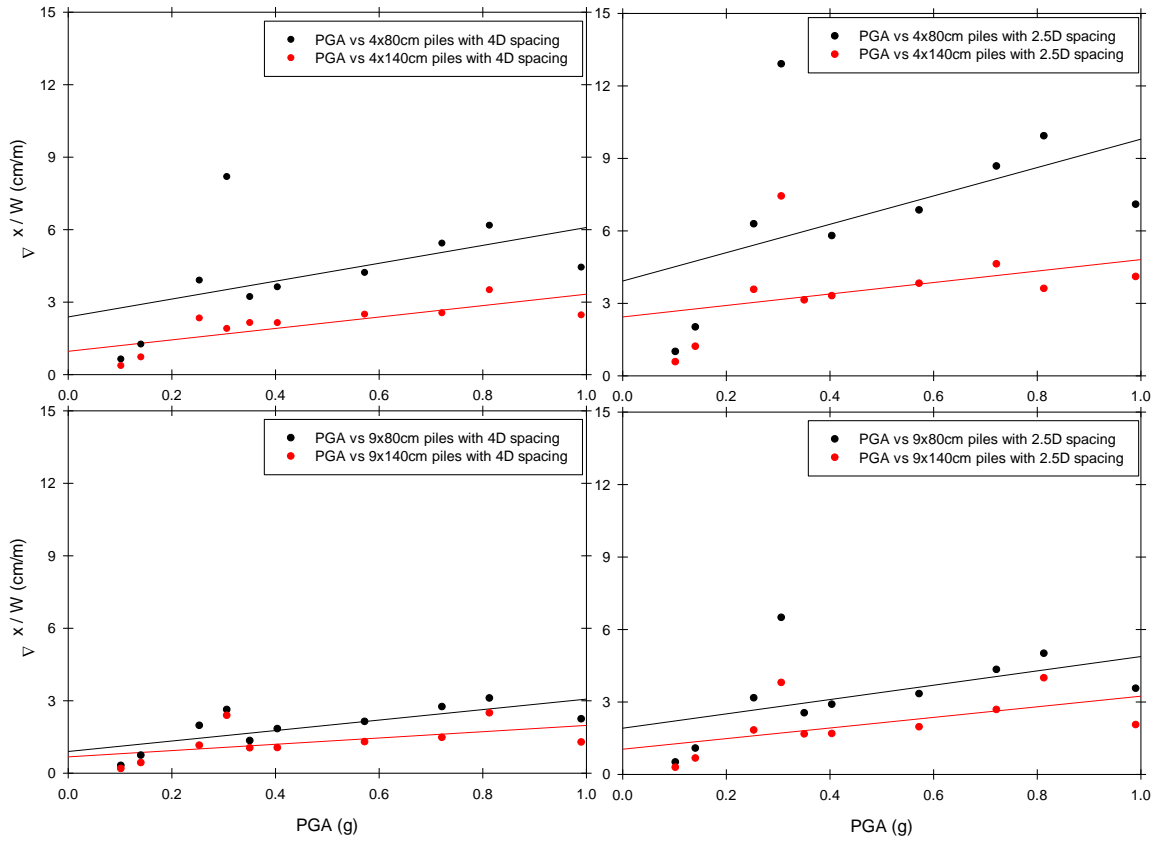 15
12
9
6
3
0
∇ x / W (cm/m)
PGA vs 4x80cm piles with 4D spacing
PGA vs 4x140cm piles with 4D spacing
0.0 0.2 0.4 0.6 0.8 1.0
15
12
9
6
3
0
PGA vs 4x80cm piles with 2.5D spacing
PGA vs 4x140cm piles with 2.5D spacing
0.0 0.2 0.4 0.6 0.8 1.0
15
12
9
6
3
0
∇ x / W (cm/m)
PGA vs 9x80cm piles with 4D spacing
PGA vs 9x140cm piles with 4D spacing
0.0 0.2 0.4 0.6 0.8 1.0
PGA (g)
15
12
9
6
3
0
PGA vs 9x80cm piles with 2.5D spacing
PGA vs 9x140cm piles with 2.5D spacing
0.0 0.2 0.4 0.6 0.8 1.0
PGA (g)